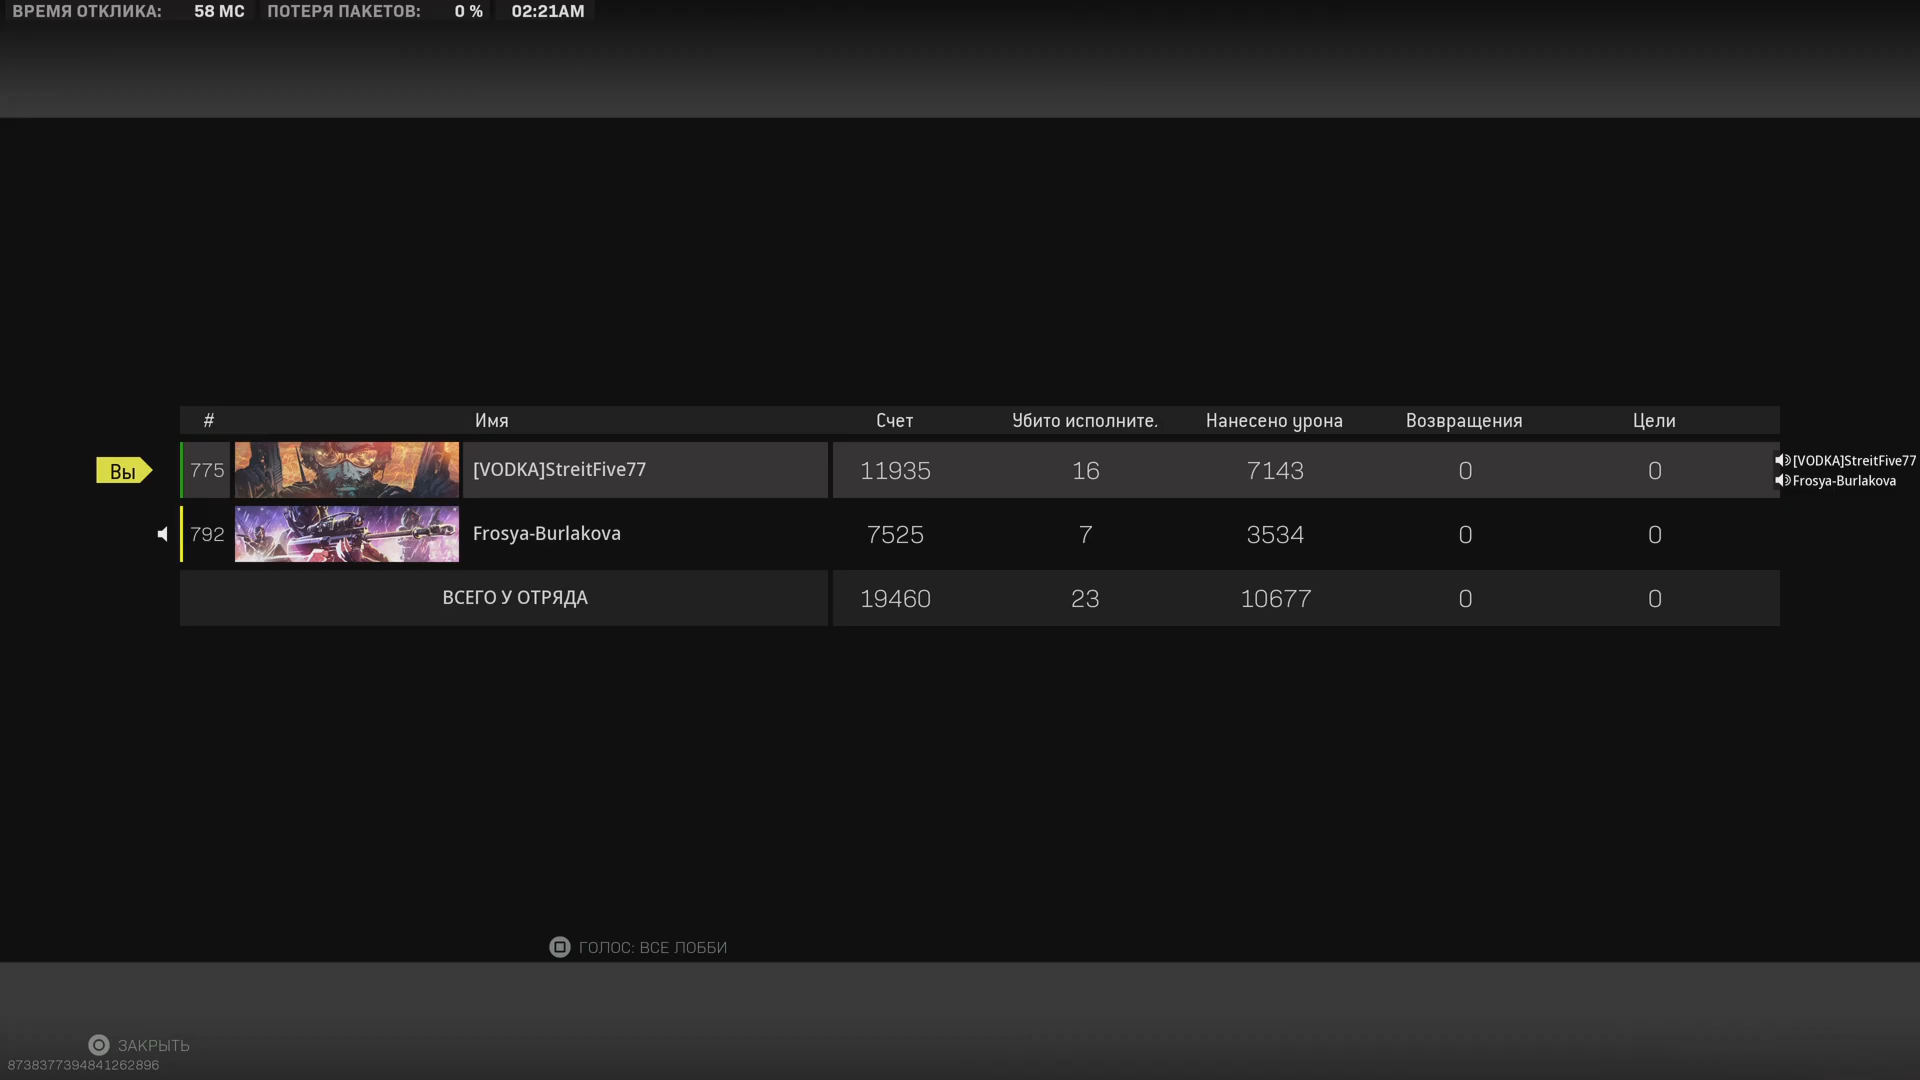 ВРЕМЯ ОТКЛИКА: 58 МС ПОТЕРЯ ПАКЕТОВ: 0 % 02:21AM
# Имя Счет Убито исполните. Нанесено урона Возвращения Цели
Вы 775 [VODKA]StreitFive77 11935 16 7143 0 0
[VODKA]StreitFive77
Frosya-Burlakova
792 Frosya-Burlakova 7525 7 3534 0 0
ВСЕГО У ОТРЯДА 19460 23 10677 0 0
ГОЛОС: ВСЕ ЛОББИ
ЗАКРЫТЬ
8738377394841262896